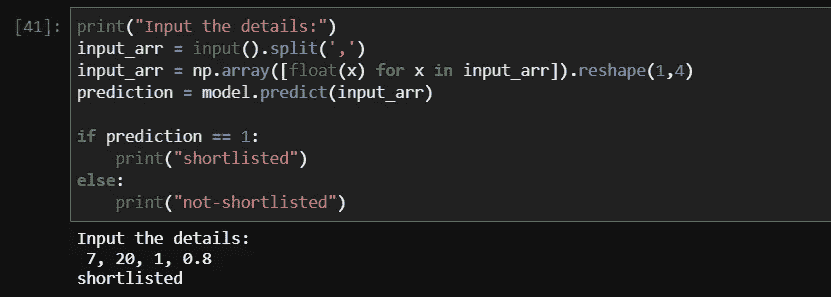 [41]: print("Input the details:")
input_arr = input().split(',')
input_arr = np.array([float(x) for x in input_arr]).reshape(1,4)
prediction = model.predict(input_arr)
if prediction == 1:
    print("shortlisted")
else:
    print("not-shortlisted")
Input the details:
 7, 20, 1, 0.8
shortlisted